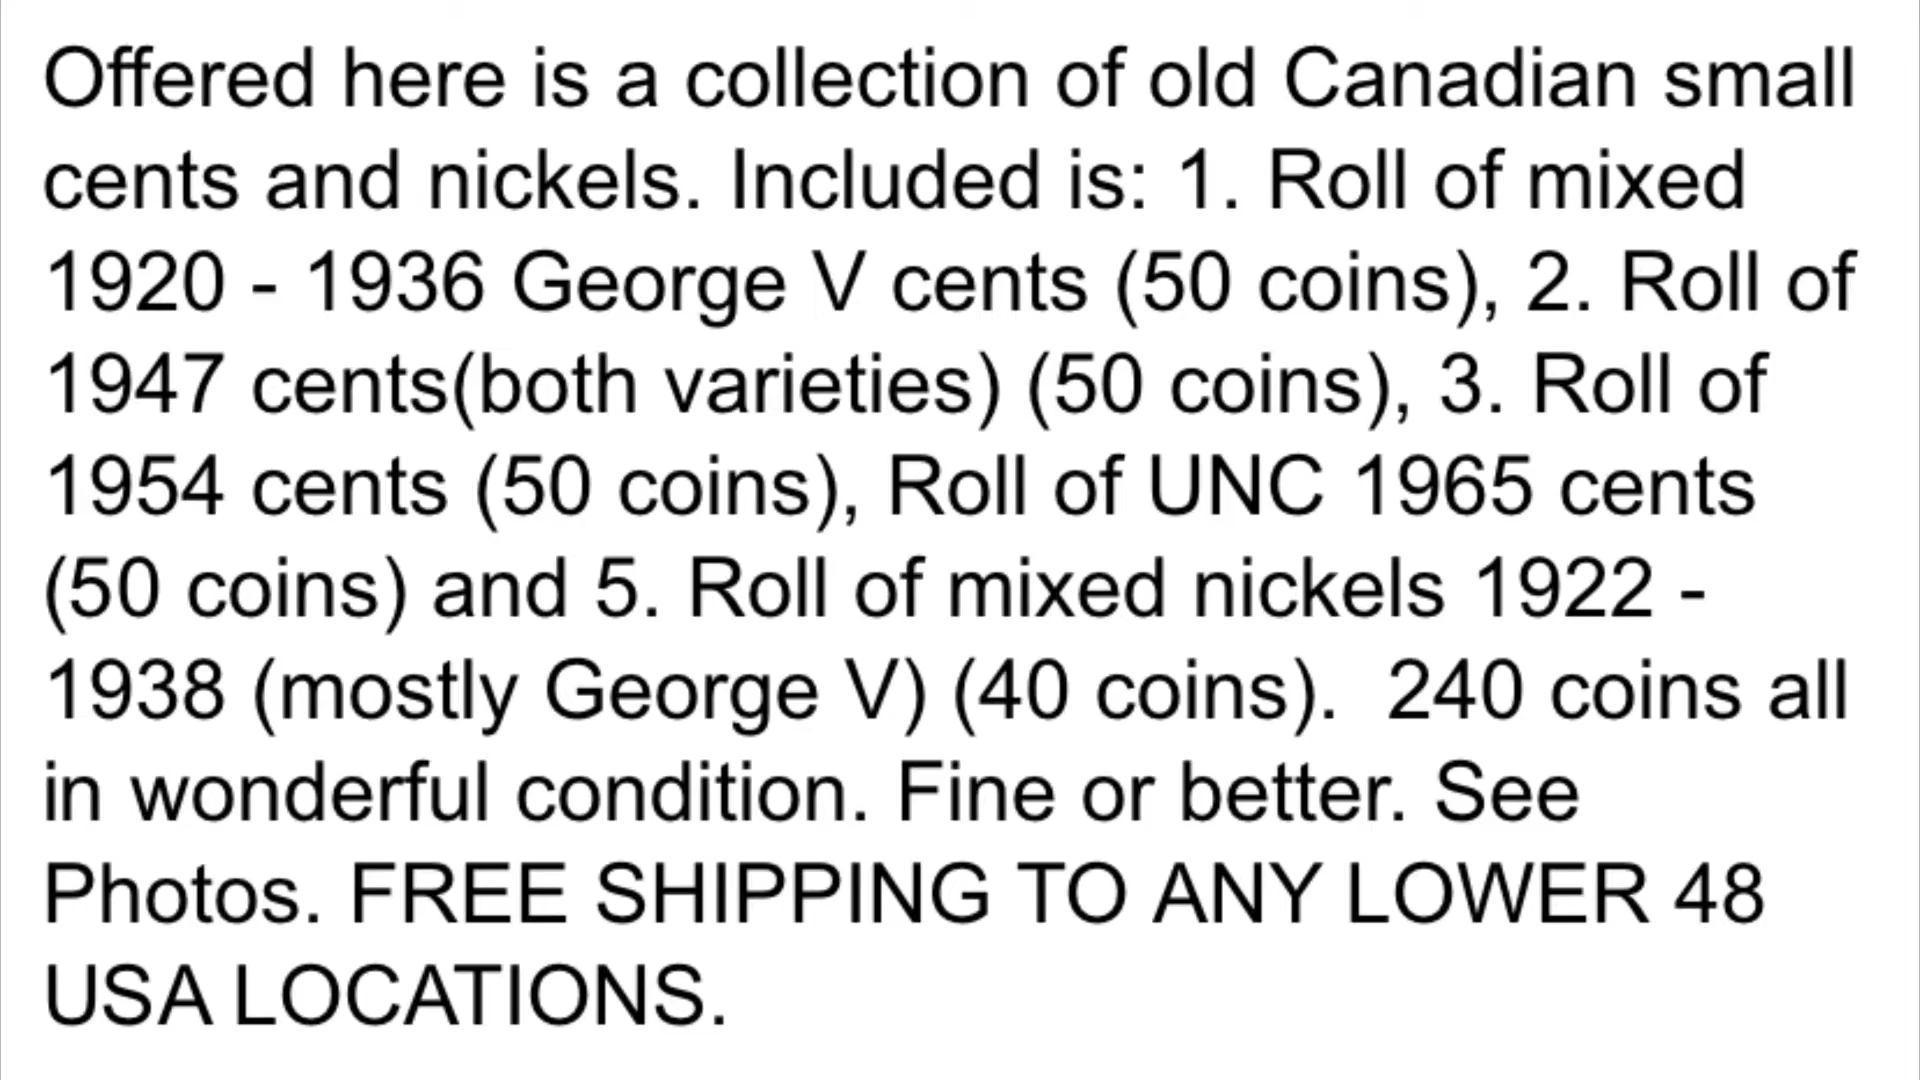 Offered here is a collection of old Canadian small
cents and nickels. Included is: 1. Roll of mixed
1920 - 1936 George V cents (50 coins), 2. Roll of
1947 cents(both varieties) (50 coins), 3. Roll of
1954 cents (50 coins), Roll of UNC 1965 cents
(50 coins) and 5. Roll of mixed nickels 1922 -
1938 (mostly George V) (40 coins).  240 coins all
in wonderful condition. Fine or better. See
Photos. FREE SHIPPING TO ANY LOWER 48
USA LOCATIONS.